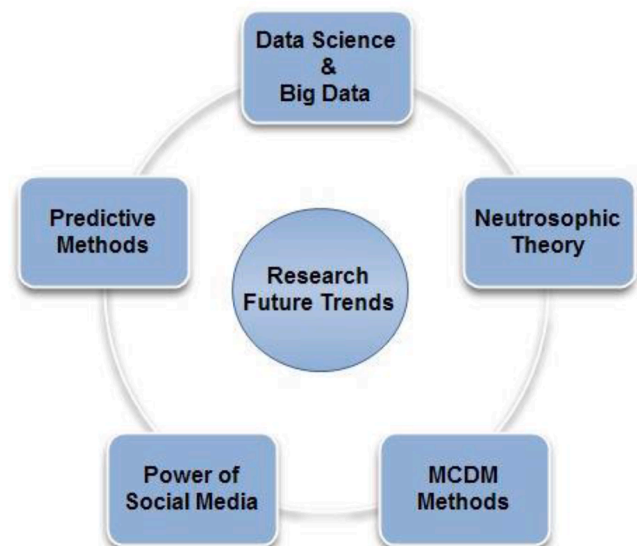 Data Science
&
Big Data
Predictive
Methods
Neutrosophic
Theory
Research
Future Trends
Power of
Social Media
MCDM
Methods